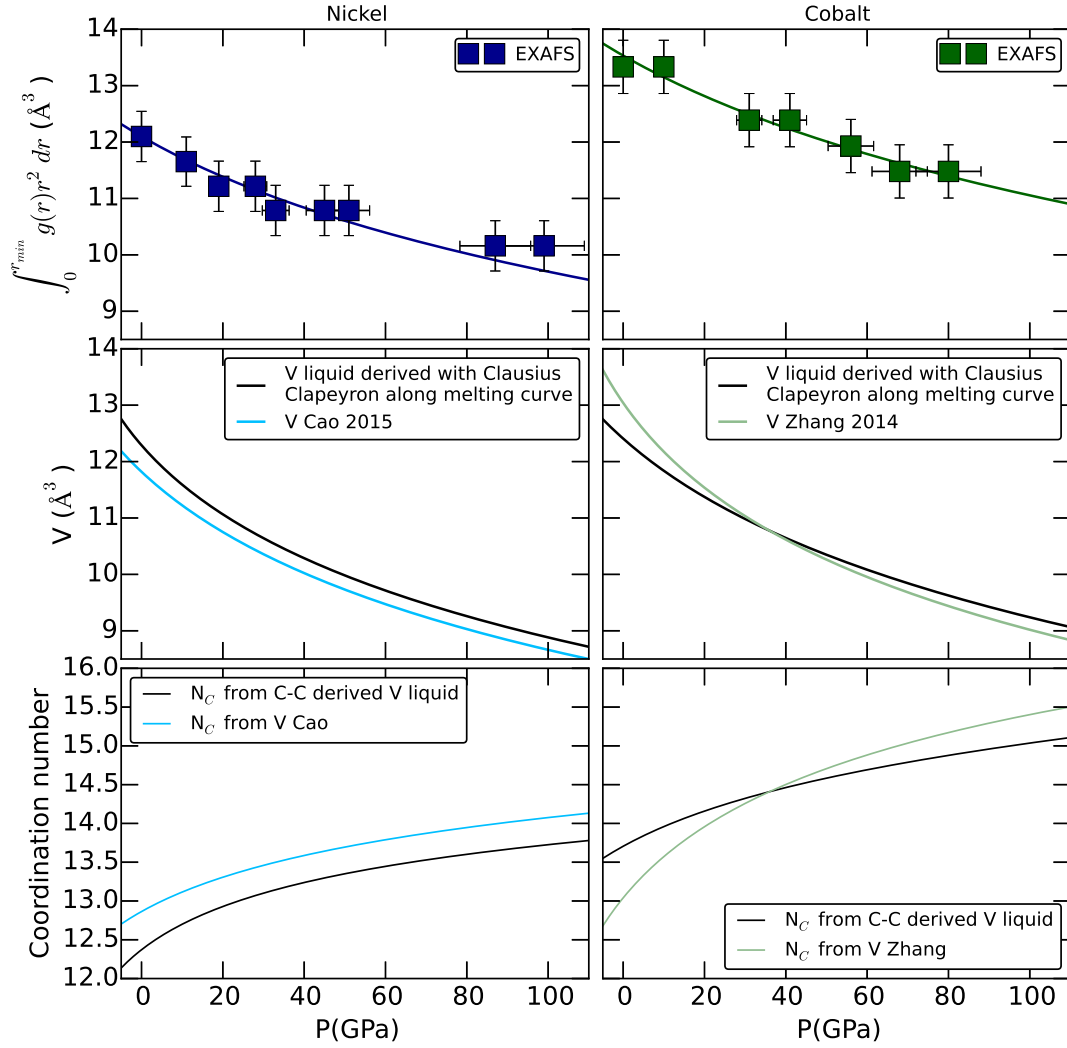 Nickel
Cobalt
14
13
12
11
10
9
∫₀^{r_min} g(r)r² dr (Å³)
EXAFS
EXAFS
14
13
12
11
10
9
V (Å³)
V liquid derived with Clausius
Clapeyron along melting curve
V Cao 2015
V liquid derived with Clausius
Clapeyron along melting curve
V Zhang 2014
16.0
15.5
15.0
14.5
14.0
13.5
13.0
12.5
12.0
Coordination number
N_C from C-C derived V liquid
N_C from V Cao
N_C from C-C derived V liquid
N_C from V Zhang
0 20 40 60 80 100
0 20 40 60 80 100
P(GPa)
P(GPa)